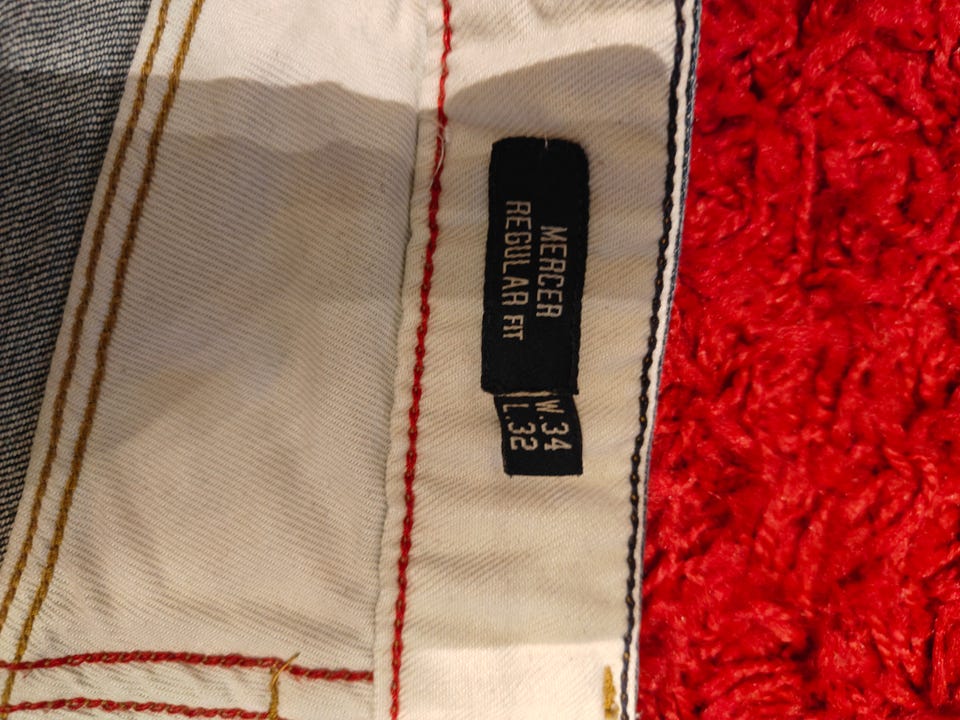 MERCER
REGULAR FIT
W.34
L.32